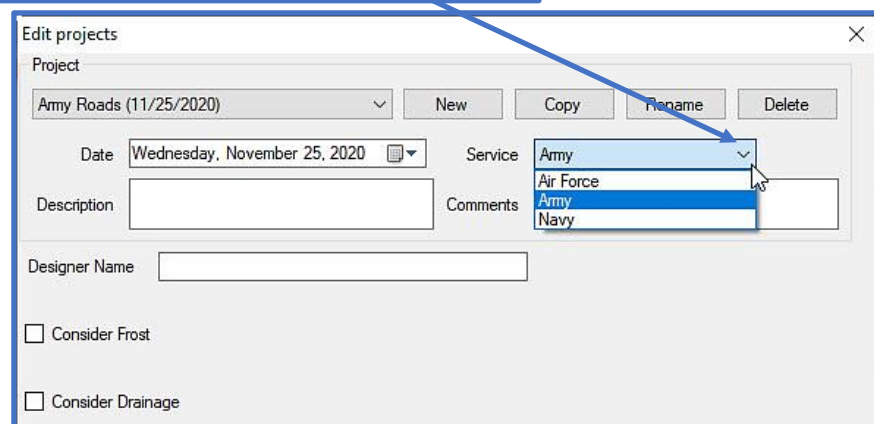 Edit projects
Project
Army Roads (11/25/2020)
New
Copy
Rename
Delete
Date
Wednesday, November 25, 2020
Service
Army
Air Force
Army
Navy
Description
Comments
Designer Name
Consider Frost
Consider Drainage